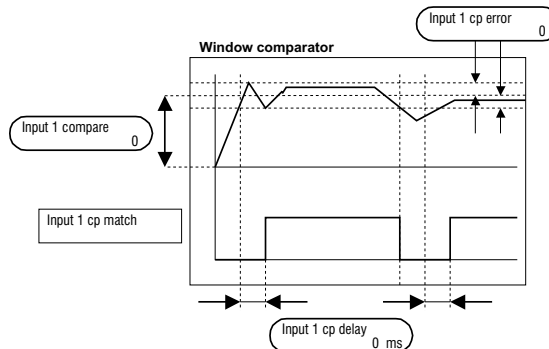 Input 1 cp error
0
Window comparator
Input 1 compare
0
Input 1 cp match
Input 1 cp delay
0 ms